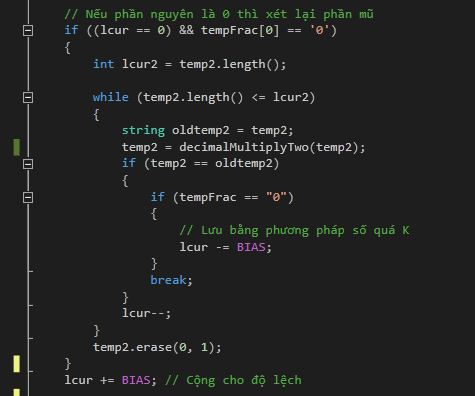 // Nếu phần nguyên là 0 thì xét lại phần mũ
if ((lcur == 0) && tempFrac[0] == '0')
{
int lcur2 = temp2.length();
while (temp2.length() <= lcur2)
{
string oldtemp2 = temp2;
temp2 = decimalMultiplyTwo(temp2);
if (temp2 == oldtemp2)
{
if (tempFrac == "0")
{
// Lưu bằng phương pháp số quá K
lcur -= BIAS;
}
break;
}
lcur--;
}
temp2.erase(0, 1);
}
lcur += BIAS; // Cộng cho độ lệch